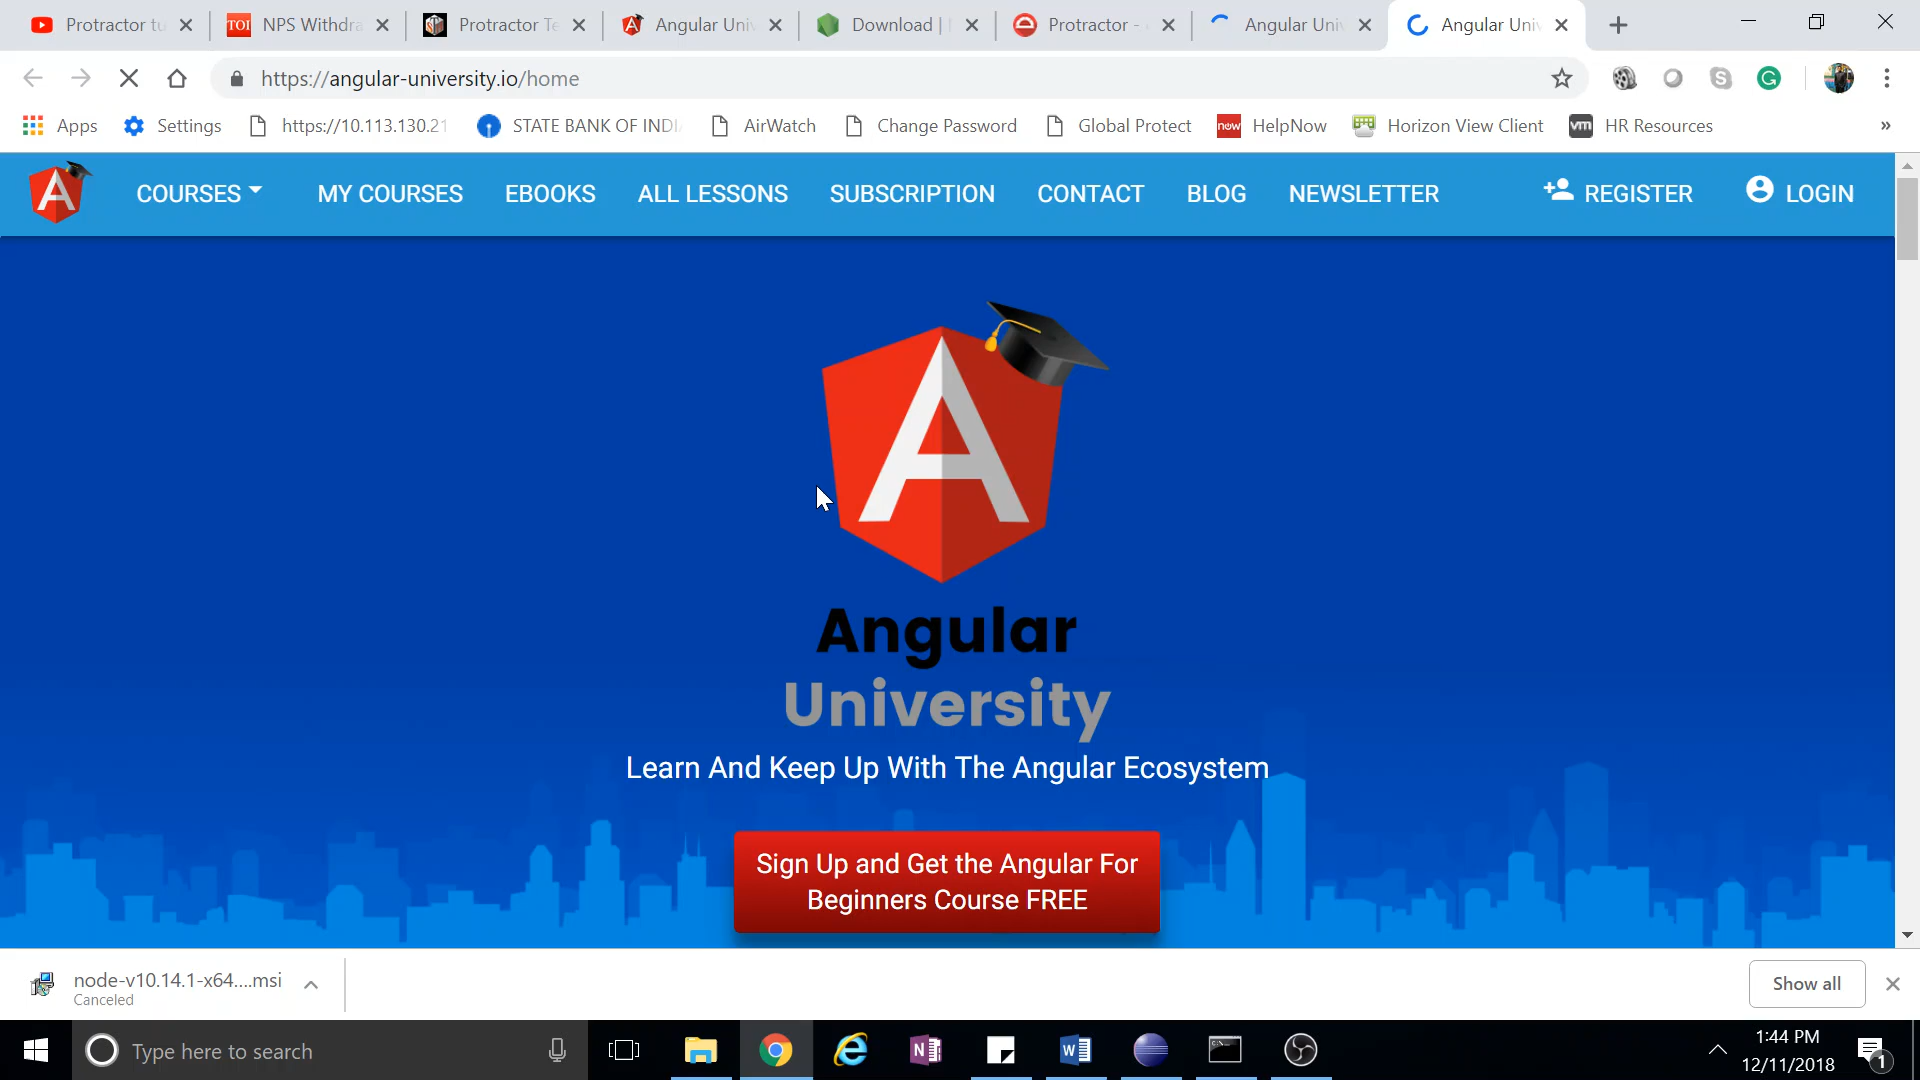 Protractor tu
TOI NPS Withdra
Protractor Te
Angular Univ
Download |
Protractor -
Angular Univ
Angular Univ
https://angular-university.io/home
Apps
Settings
https://10.113.130.21
STATE BANK OF INDI
AirWatch
Change Password
Global Protect
now HelpNow
Horizon View Client
vm HR Resources
»
COURSES
MY COURSES
EBOOKS
ALL LESSONS
SUBSCRIPTION
CONTACT
BLOG
NEWSLETTER
REGISTER
LOGIN
A
Angular
University
Learn And Keep Up With The Angular Ecosystem
Sign Up and Get the Angular For
Beginners Course FREE
node-v10.14.1-x64....msi
Canceled
Show all
Type here to search
1:44 PM
12/11/2018
1